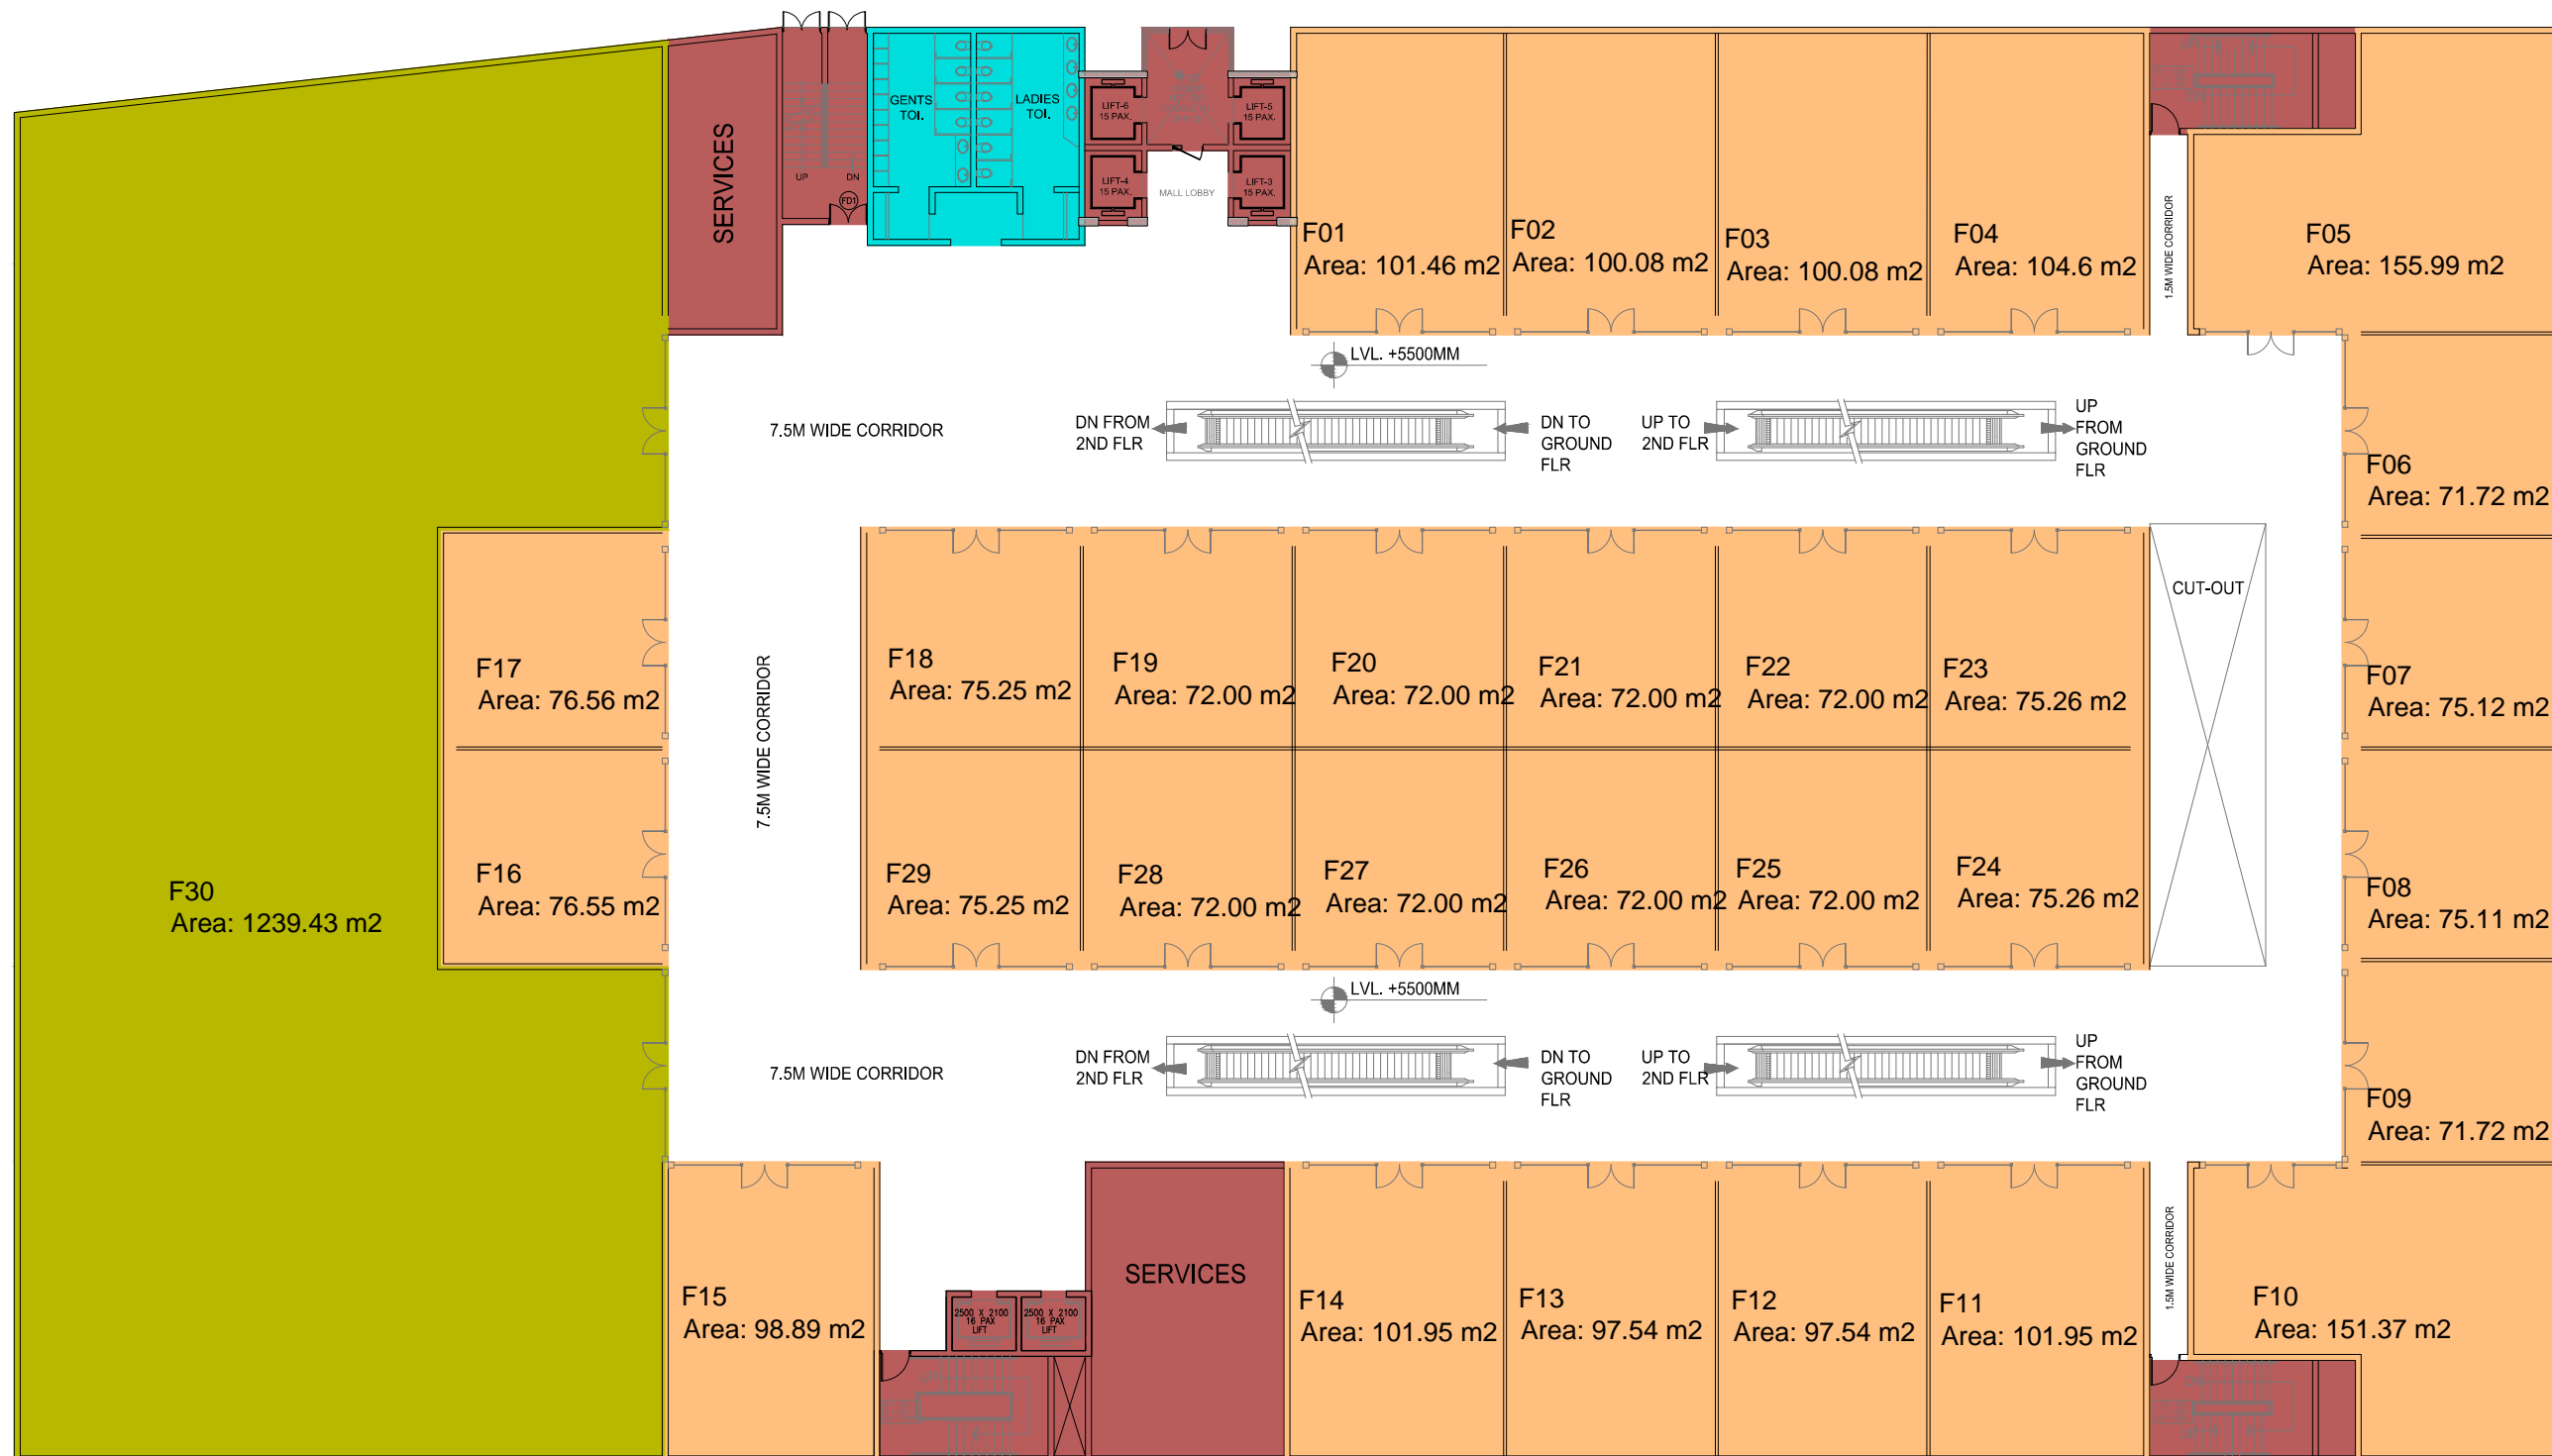 SERVICES
UP
DN
FD1
GENTS
TOI.
LADIES
TOI.
LIFT-6
15 PAX.
LIFT-5
15 PAX.
LIFT-4
15 PAX.
LIFT-3
15 PAX.
MALL LOBBY
F01
Area: 101.46 m2
F02
Area: 100.08 m2
F03
Area: 100.08 m2
F04
Area: 104.6 m2
1.5M WIDE CORRIDOR
F05
Area: 155.99 m2
LVL. +5500MM
7.5M WIDE CORRIDOR
DN FROM
2ND FLR
DN TO
GROUND
FLR
UP TO
2ND FLR
UP
FROM
GROUND
FLR
F06
Area: 71.72 m2
CUT-OUT
F17
Area: 76.56 m2
7.5M WIDE CORRIDOR
F18
Area: 75.25 m2
F19
Area: 72.00 m2
F20
Area: 72.00 m2
F21
Area: 72.00 m2
F22
Area: 72.00 m2
F23
Area: 75.26 m2
F07
Area: 75.12 m2
F30
Area: 1239.43 m2
F16
Area: 76.55 m2
F29
Area: 75.25 m2
F28
Area: 72.00 m2
F27
Area: 72.00 m2
F26
Area: 72.00 m2
F25
Area: 72.00 m2
F24
Area: 75.26 m2
F08
Area: 75.11 m2
LVL. +5500MM
7.5M WIDE CORRIDOR
DN FROM
2ND FLR
DN TO
GROUND
FLR
UP TO
2ND FLR
UP
FROM
GROUND
FLR
F09
Area: 71.72 m2
F15
Area: 98.89 m2
2500 X 2100
16 PAX
LIFT
2500 X 2100
16 PAX
LIFT
SERVICES
F14
Area: 101.95 m2
F13
Area: 97.54 m2
F12
Area: 97.54 m2
F11
Area: 101.95 m2
1.5M WIDE CORRIDOR
F10
Area: 151.37 m2